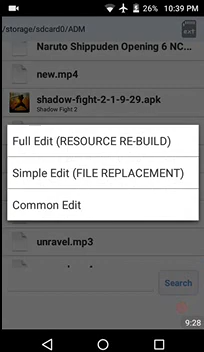 26% 10:39 PM
/storage/sdcard0/ADM
Naruto Shippuden Opening 6 NC...
new.mp4
shadow-fight-2-1-9-29.apk
Shadow Fight 2
Full Edit (RESOURCE RE-BUILD)
Simple Edit (FILE REPLACEMENT)
Common Edit
unravel.mp3
Search
9:28